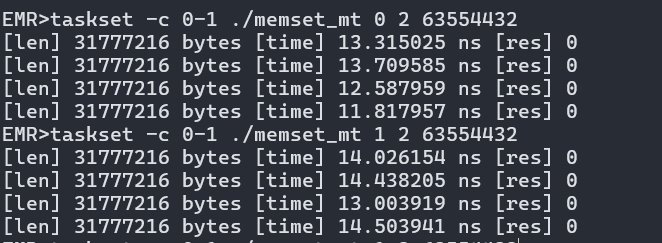 EMR>taskset -c 0-1 ./memset_mt 0 2 63554432
[len] 31777216 bytes [time] 13.315025 ns [res] 0
[len] 31777216 bytes [time] 13.709585 ns [res] 0
[len] 31777216 bytes [time] 12.587959 ns [res] 0
[len] 31777216 bytes [time] 11.817957 ns [res] 0
EMR>taskset -c 0-1 ./memset_mt 1 2 63554432
[len] 31777216 bytes [time] 14.026154 ns [res] 0
[len] 31777216 bytes [time] 14.438205 ns [res] 0
[len] 31777216 bytes [time] 13.003919 ns [res] 0
[len] 31777216 bytes [time] 14.503941 ns [res] 0